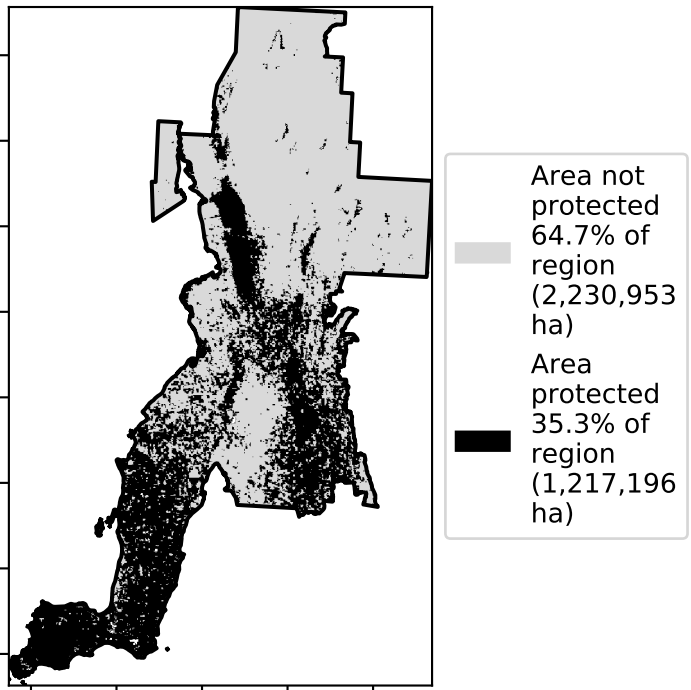 Area not
protected
64.7% of
region
(2,230,953
ha)
Area
protected
35.3% of
region
(1,217,196
ha)